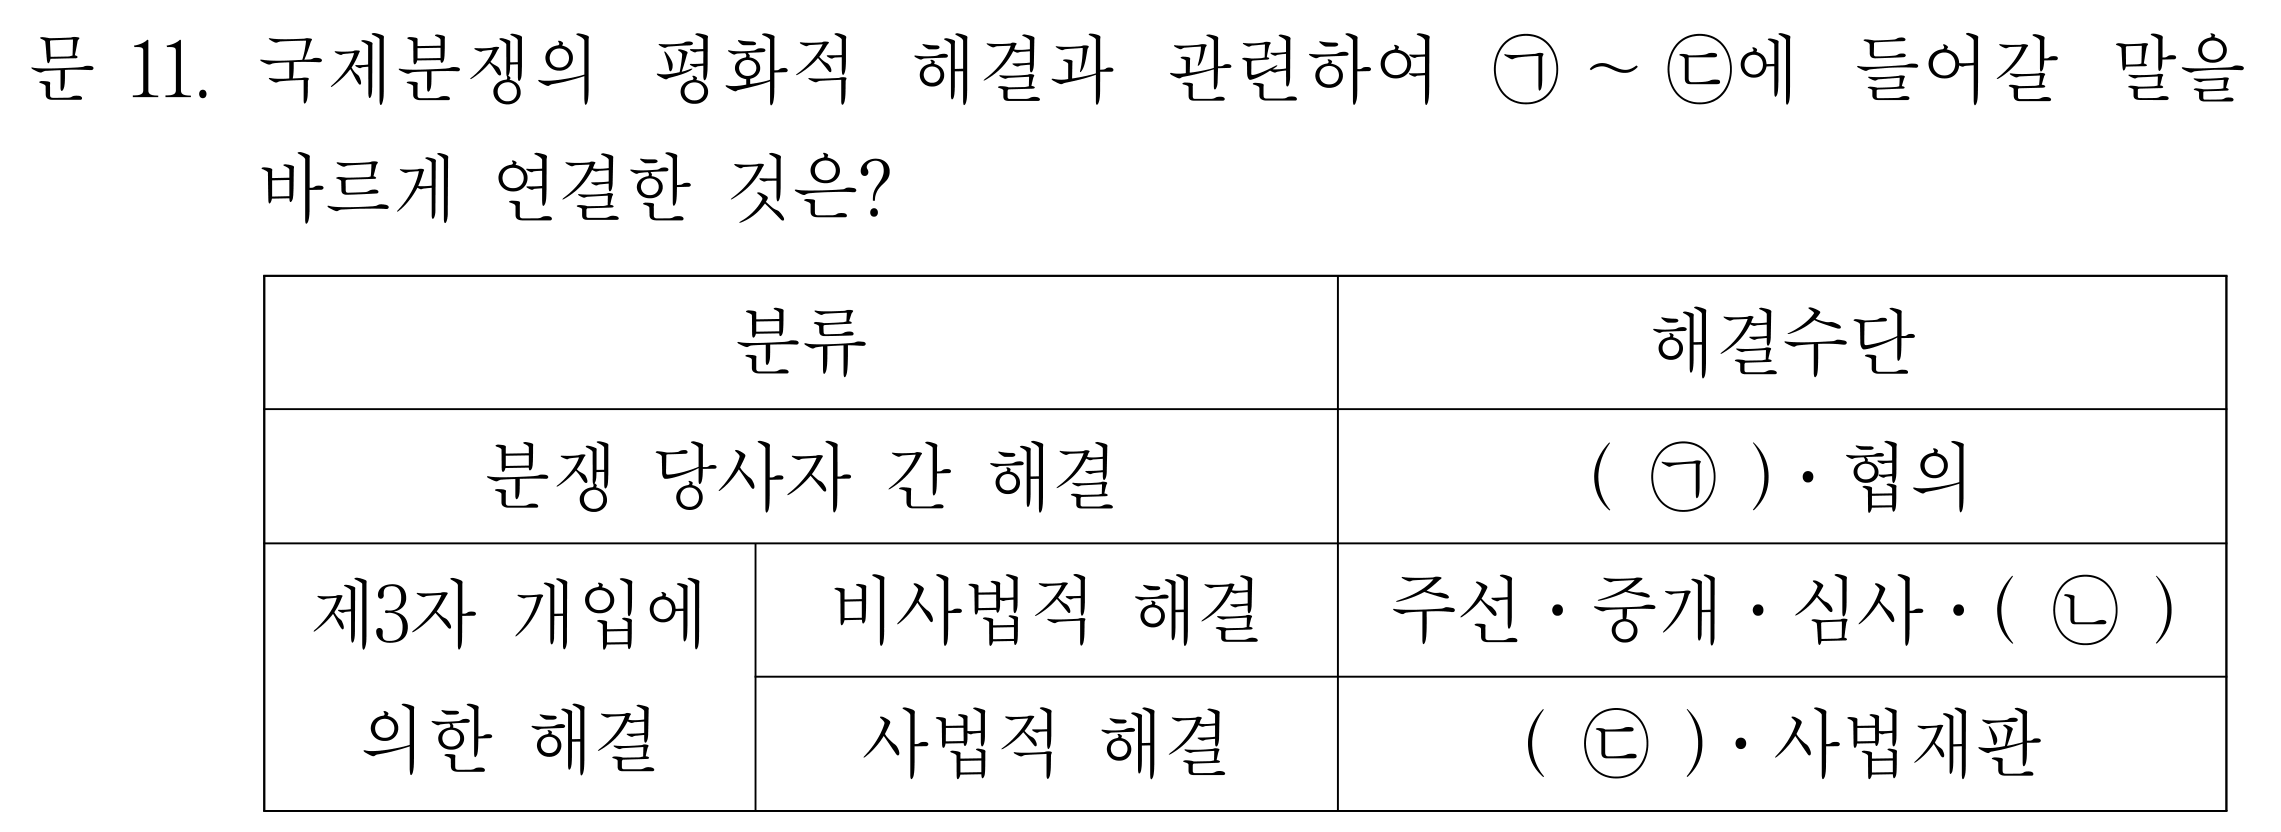 문 11. 국제분쟁의 평화적 해결과 관련하여 ㉠ ~ ㉢에 들어갈 말을
바르게 연결한 것은?
분류 해결수단
분쟁 당사자 간 해결 ( ㉠ )·협의
제3자 개입에 비사법적 해결 주선·중개·심사·( ㉡ )
의한 해결 사법적 해결 ( ㉢ )·사법재판